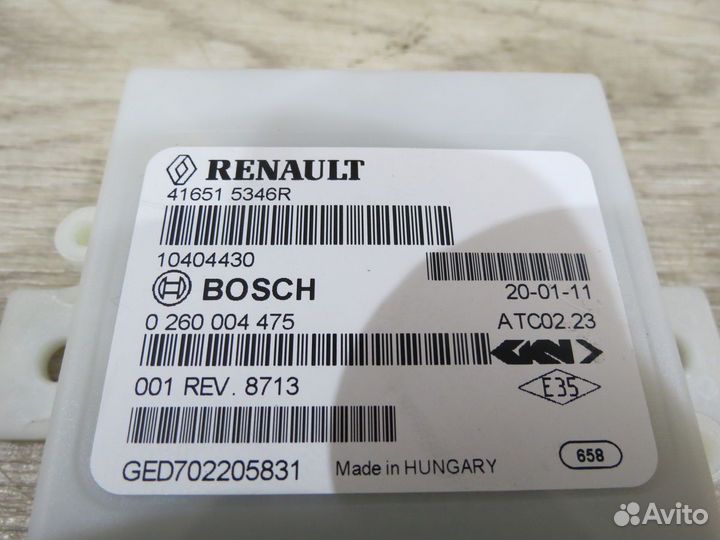 RENAULT
41651 5346R
10404430
BOSCH
20-01-11
0 260 004 475
ATC02.23
GKN
001 REV. 8713
E35
GED702205831
Made in HUNGARY
658
Avito